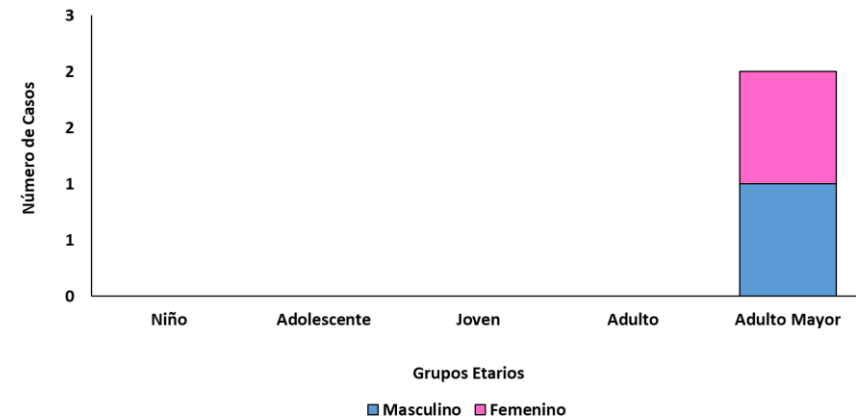 Número de Casos
3
2
2
1
1
0
Niño Adolescente Joven Adulto Adulto Mayor
Grupos Etarios
Masculino Femenino